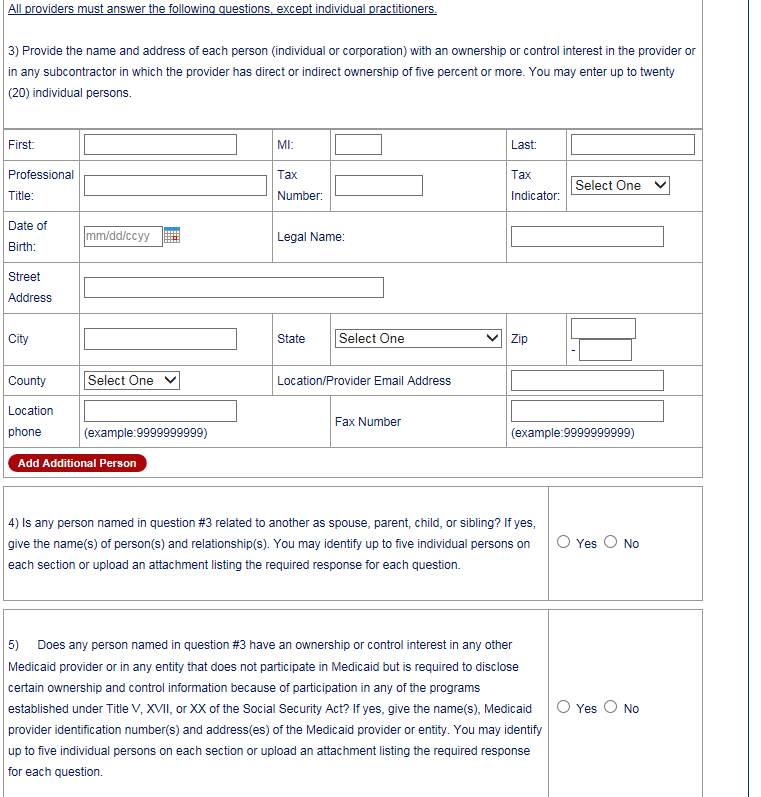 All providers must answer the following questions, except individual practitioners.
3) Provide the name and address of each person (individual or corporation) with an ownership or control interest in the provider or
in any subcontractor in which the provider has direct or indirect ownership of five percent or more. You may enter up to twenty
(20) individual persons.
First: MI: Last:
Professional Title: Tax Number: Tax Indicator: Select One
Date of Birth: mm/dd/ccyy Legal Name:
Street Address
City State Select One Zip -
County Select One Location/Provider Email Address
Location phone (example:9999999999) Fax Number (example:9999999999)
Add Additional Person
4) Is any person named in question #3 related to another as spouse, parent, child, or sibling? If yes,
give the name(s) of person(s) and relationship(s). You may identify up to five individual persons on
each section or upload an attachment listing the required response for each question.
Yes No
5) Does any person named in question #3 have an ownership or control interest in any other
Medicaid provider or in any entity that does not participate in Medicaid but is required to disclose
certain ownership and control information because of participation in any of the programs
established under Title V, XVII, or XX of the Social Security Act? If yes, give the name(s), Medicaid
provider identification number(s) and address(es) of the Medicaid provider or entity. You may identify
up to five individual persons on each section or upload an attachment listing the required response
for each question.
Yes No